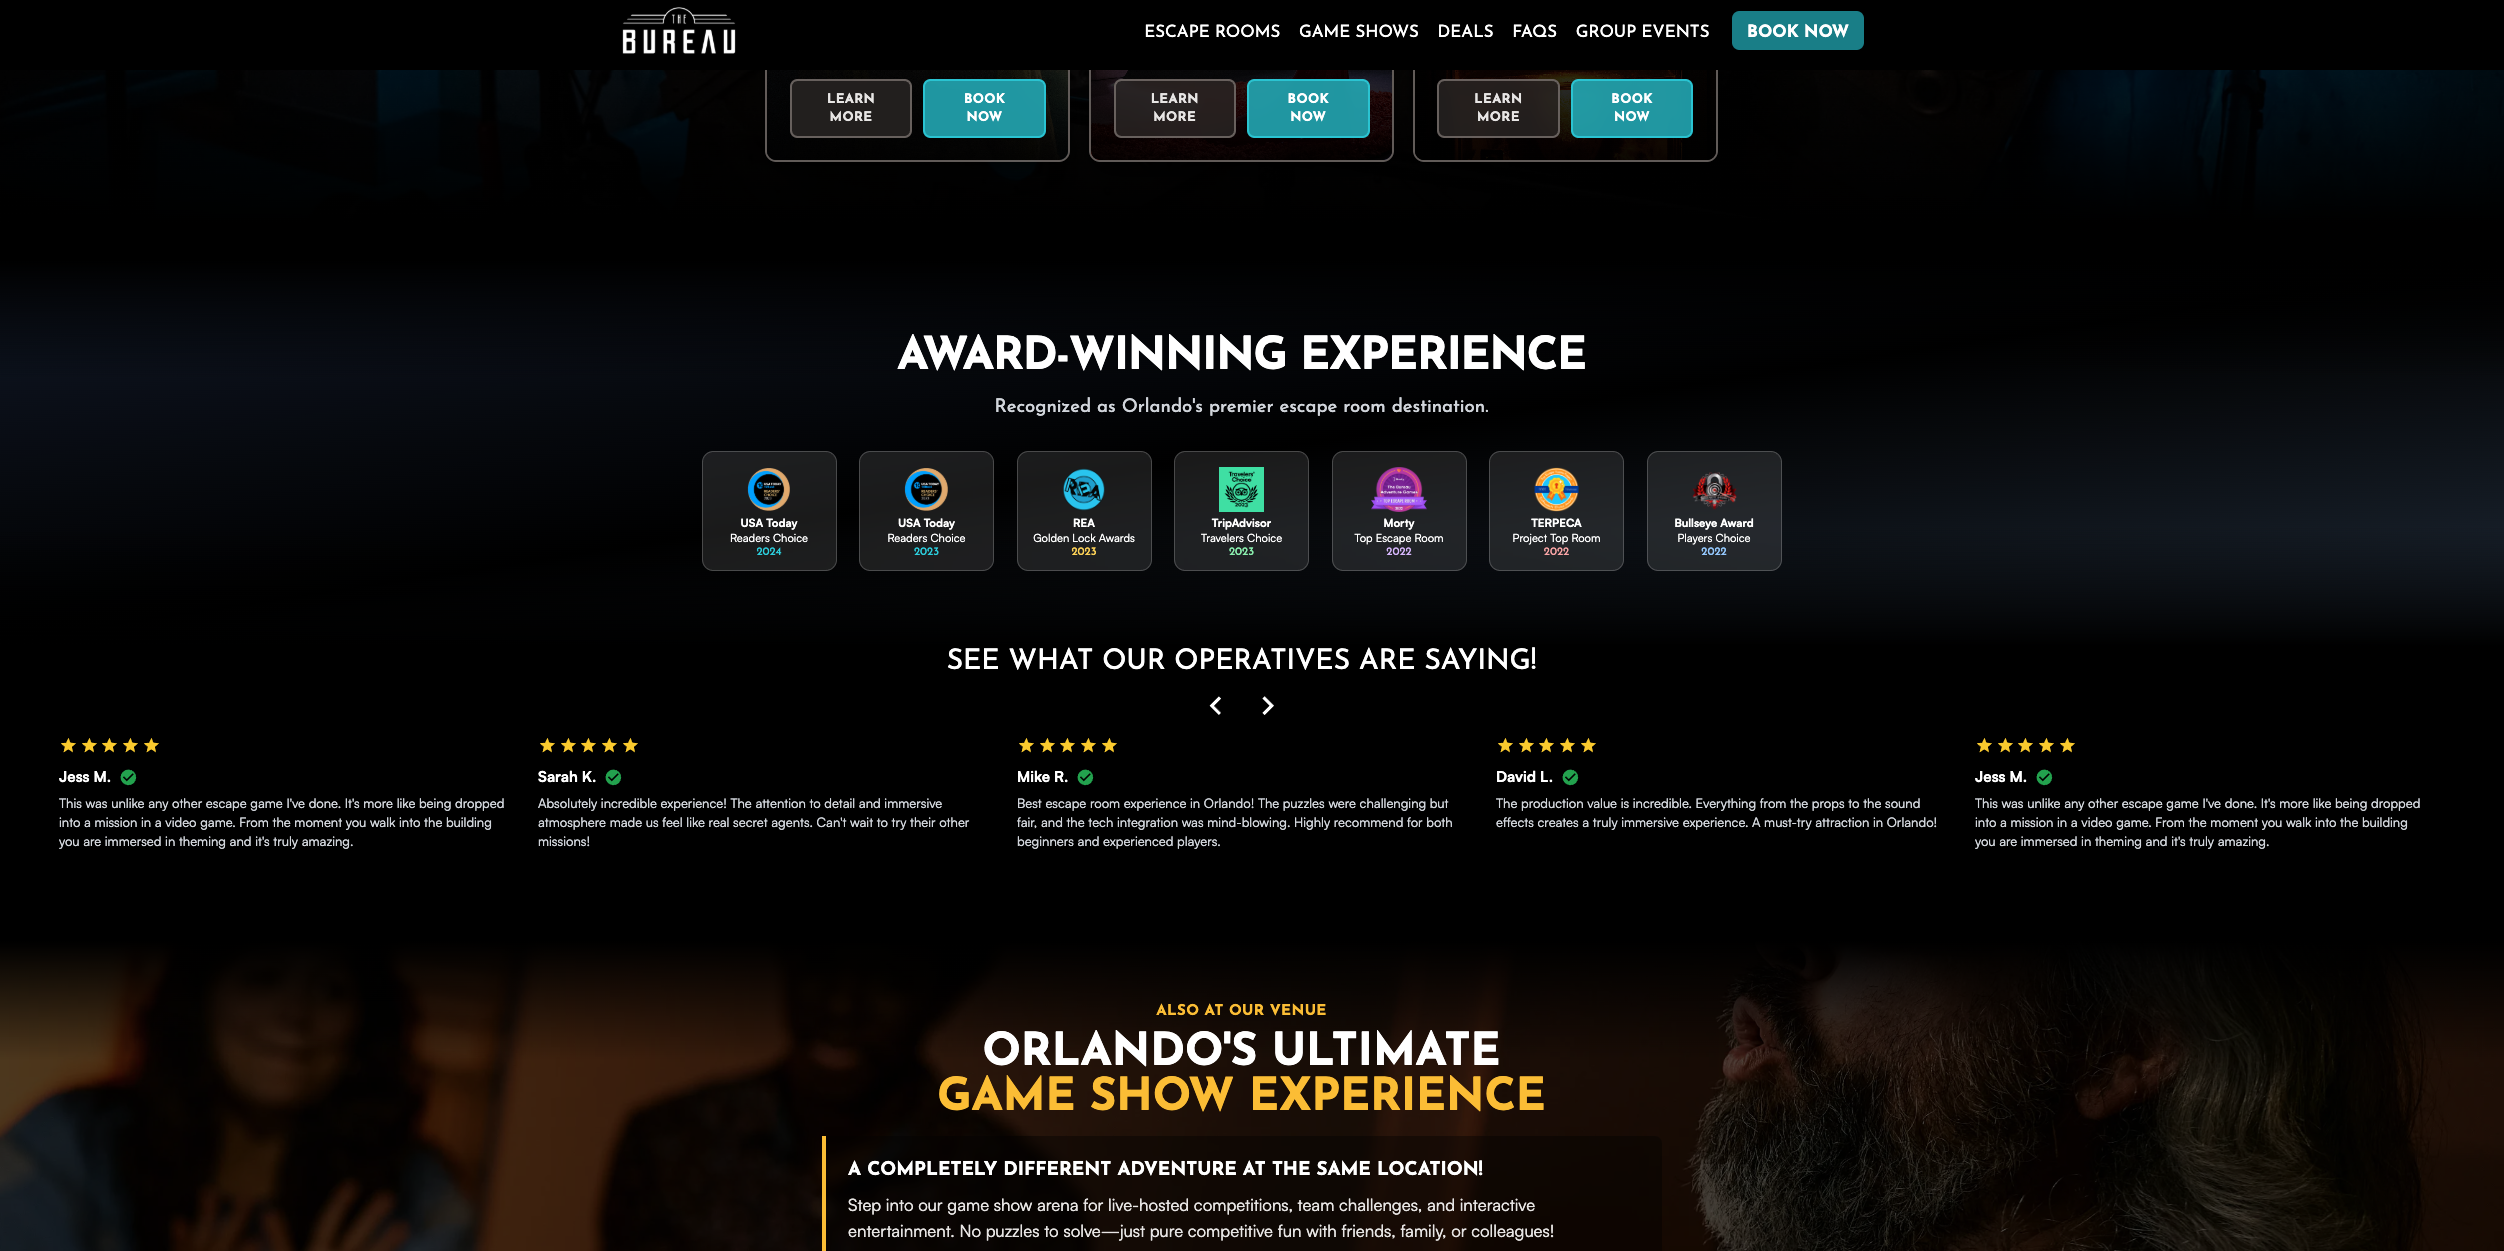 THE
BUREAU
ESCAPE ROOMS GAME SHOWS DEALS FAQS GROUP EVENTS BOOK NOW
LEARN MORE
BOOK NOW
LEARN MORE
BOOK NOW
LEARN MORE
BOOK NOW
AWARD-WINNING EXPERIENCE
Recognized as Orlando's premier escape room destination.
USA Today
Readers Choice
2024
USA Today
Readers Choice
2023
REA
Golden Lock Awards
2023
Travelers'
Choice
2023
TripAdvisor
Travelers Choice
2023
The Bureau
Adventure Games
Morty
Top Escape Room
2022
TERPECA
Project Top Room
2022
Bullseye Award
Players Choice
2022
SEE WHAT OUR OPERATIVES ARE SAYING!
Jess M.
This was unlike any other escape game I've done. It's more like being dropped
into a mission in a video game. From the moment you walk into the building
you are immersed in theming and it's truly amazing.
Sarah K.
Absolutely incredible experience! The attention to detail and immersive
atmosphere made us feel like real secret agents. Can't wait to try their other
missions!
Mike R.
Best escape room experience in Orlando! The puzzles were challenging but
fair, and the tech integration was mind-blowing. Highly recommend for both
beginners and experienced players.
David L.
The production value is incredible. Everything from the props to the sound
effects creates a truly immersive experience. A must-try attraction in Orlando!
Jess M.
This was unlike any other escape game I've done. It's more like being dropped
into a mission in a video game. From the moment you walk into the building
you are immersed in theming and it's truly amazing.
ALSO AT OUR VENUE
ORLANDO'S ULTIMATE
GAME SHOW EXPERIENCE
A COMPLETELY DIFFERENT ADVENTURE AT THE SAME LOCATION!
Step into our game show arena for live-hosted competitions, team challenges, and interactive
entertainment. No puzzles to solve—just pure competitive fun with friends, family, or colleagues!